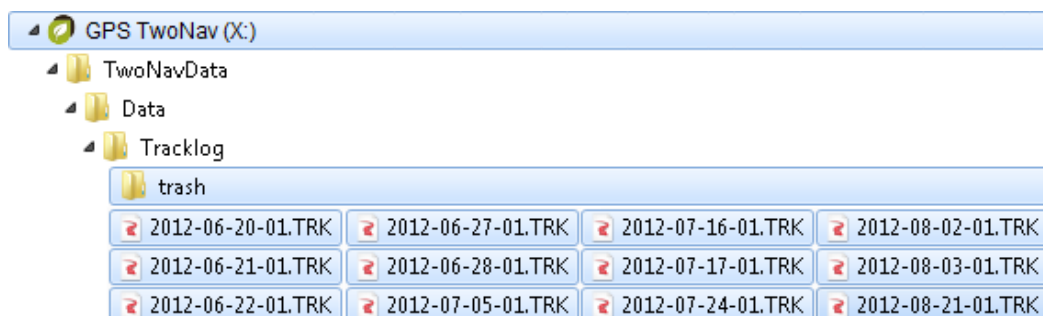 GPS TwoNav (X:)
TwoNavData
Data
Tracklog
trash
2012-06-20-01.TRK 2012-06-27-01.TRK 2012-07-16-01.TRK 2012-08-02-01.TRK
2012-06-21-01.TRK 2012-06-28-01.TRK 2012-07-17-01.TRK 2012-08-03-01.TRK
2012-06-22-01.TRK 2012-07-05-01.TRK 2012-07-24-01.TRK 2012-08-21-01.TRK